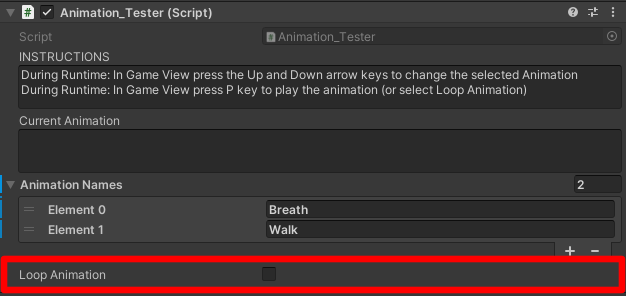 Animation_Tester (Script)
Script Animation_Tester
INSTRUCTIONS
During Runtime: In Game View press the Up and Down arrow keys to change the selected Animation
During Runtime: In Game View press P key to play the animation (or select Loop Animation)
Current Animation
Animation Names 2
Element 0 Breath
Element 1 Walk
+ −
Loop Animation